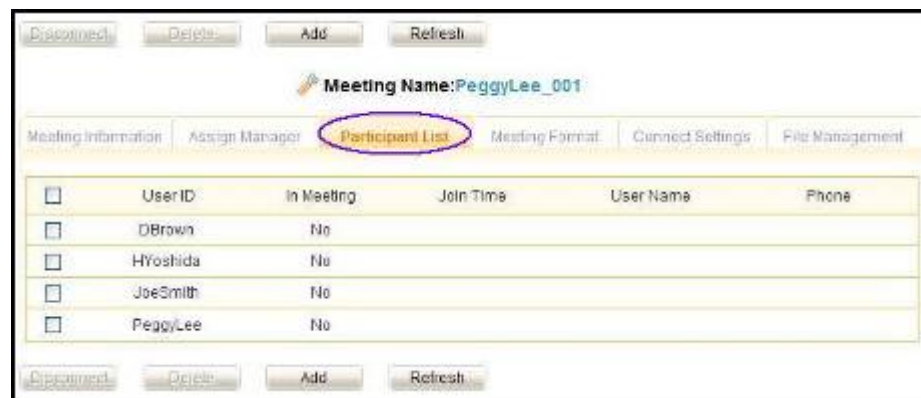 Disconnect Delete Add Refresh
Meeting Name:PeggyLee_001
Meeting Information Assign Manager Participant List Meeting Format Connect Settings File Management
User ID In Meeting Join Time User Name Phone
DBrown No
HYoshida No
JoeSmith No
PeggyLee No
Disconnect Delete Add Refresh